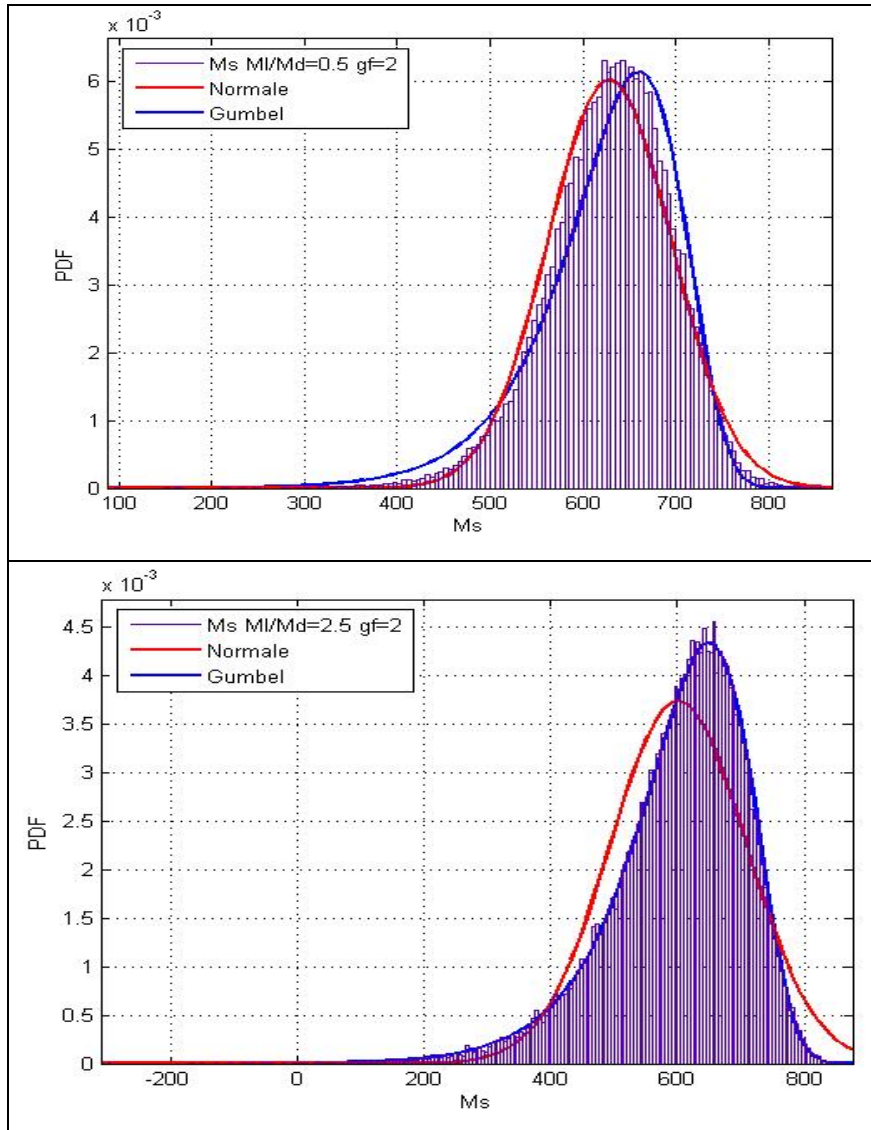 x 10-3
Ms Ml/Md=0.5 gf=2
Normale
Gumbel
6
5
4
3
2
1
0
PDF
100 200 300 400 500 600 700 800
Ms
x 10-3
Ms Ml/Md=2.5 gf=2
Normale
Gumbel
4.5
4
3.5
3
2.5
2
1.5
1
0.5
0
PDF
-200 0 200 400 600 800
Ms